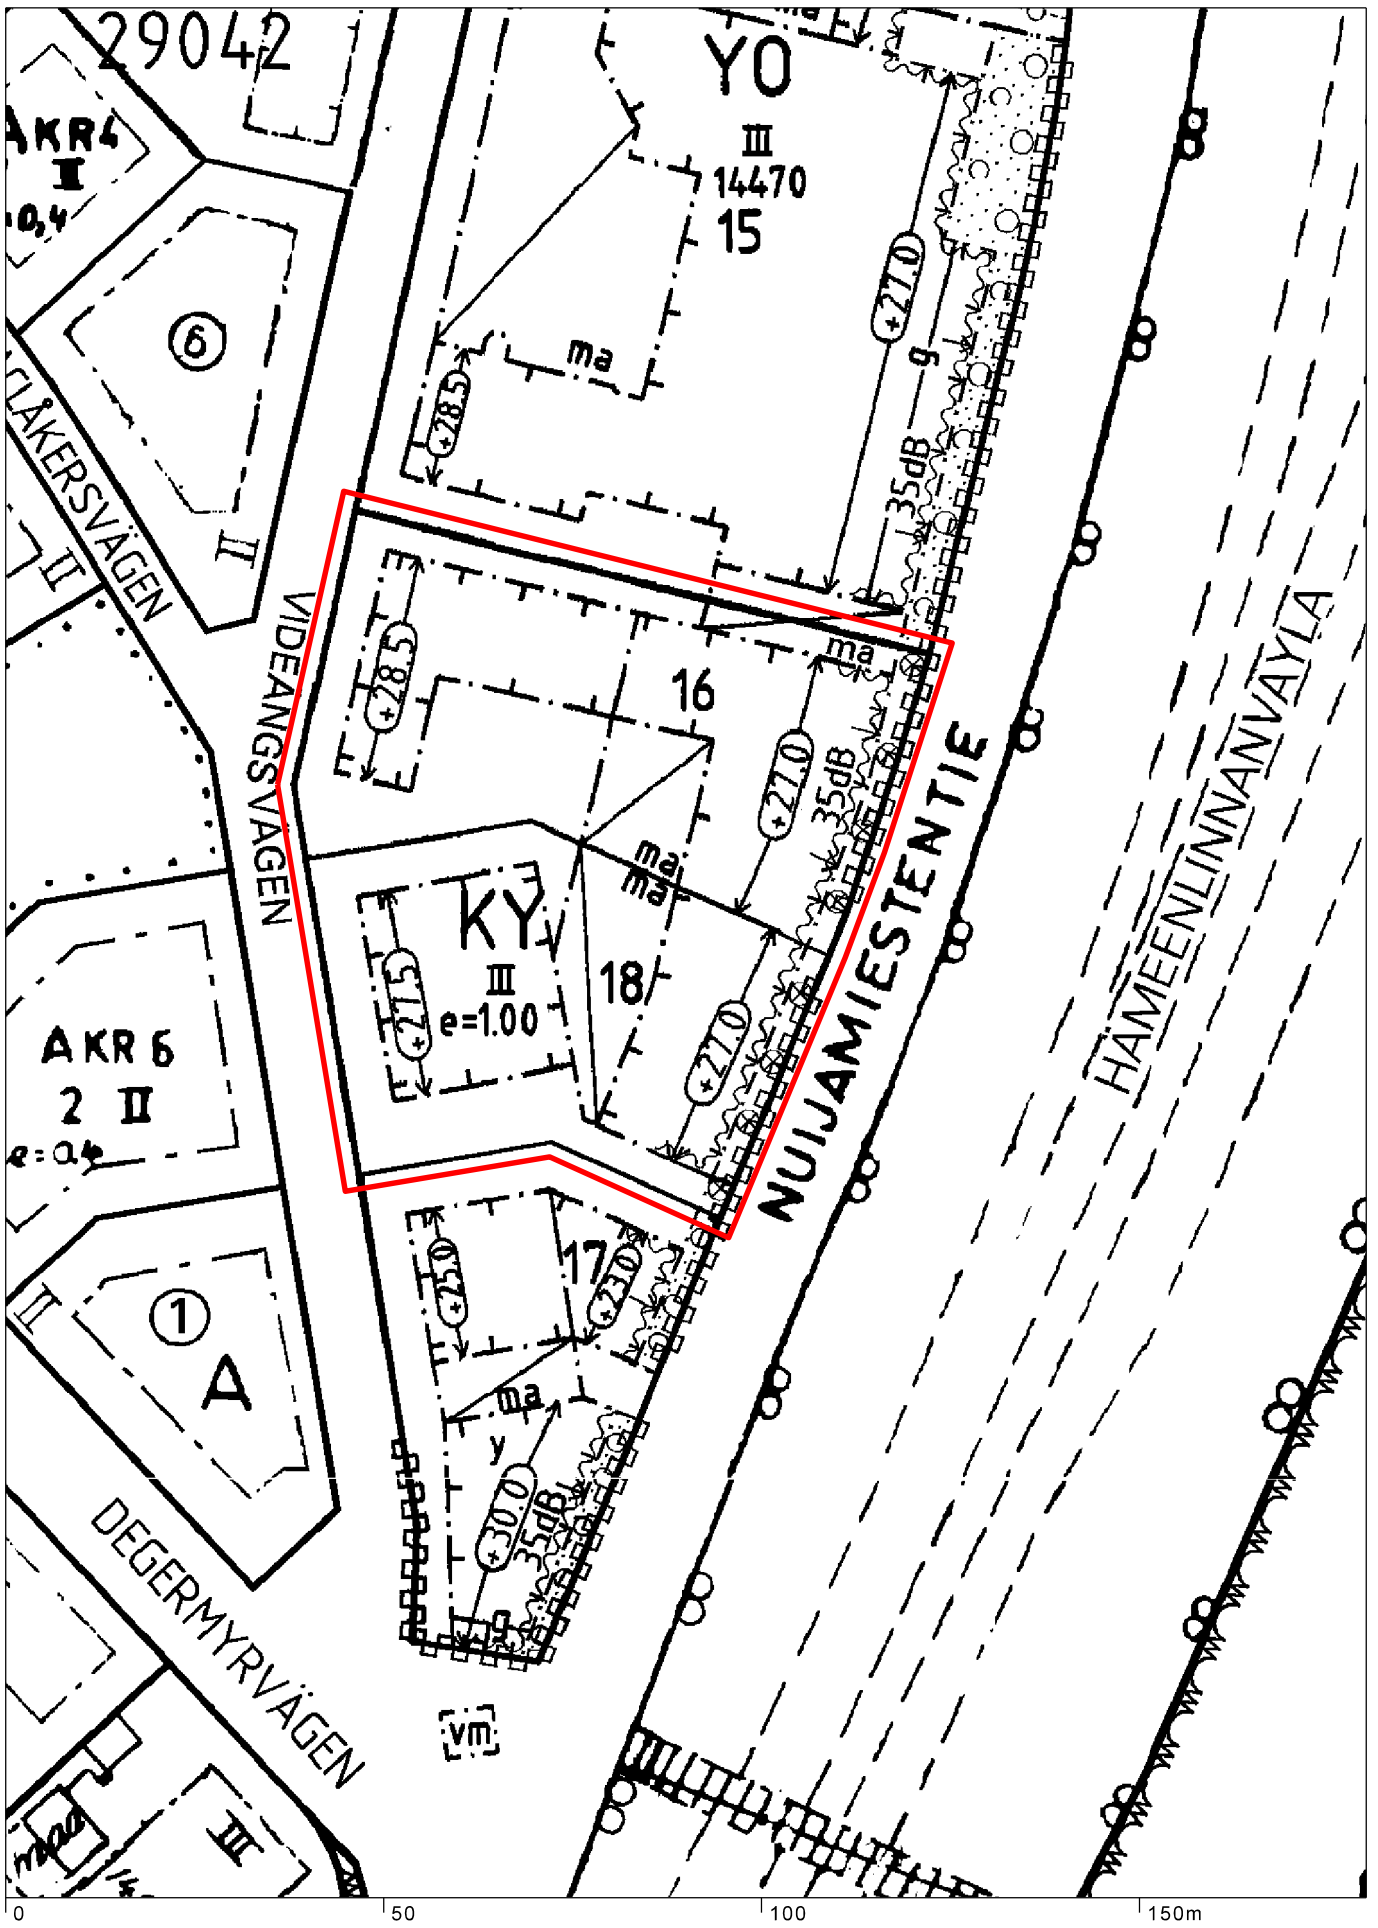 29042
YO
III
14470
15
ma
AKR4
II
=0,4
6
II
ma
+28.5
+27.0
g
35dB
CLÅKERSVÄGEN
II
VIDEANGSVÄGEN
ma
16
+28.5
+27.0
35dB
ma
ma
KY
III
e=1.00
18
+27.5
+27.0
NUIJAMIESTENTIE
HÄMEENLINNANVÄYLÄ
AKR 6
2 II
e=0.4
II
1
A
17
+25.0
+23.0
ma
y
+30.0
35dB
g
DEGERMYRVÄGEN
vm
maa
III
0 50 100 150m